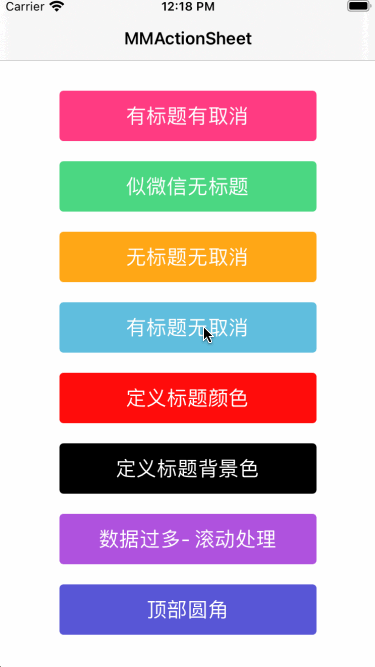 Carrier 12:18 PM
MMActionSheet
有标题有取消
似微信无标题
无标题无取消
有标题无取消
定义标题颜色
定义标题背景色
数据过多- 滚动处理
顶部圆角